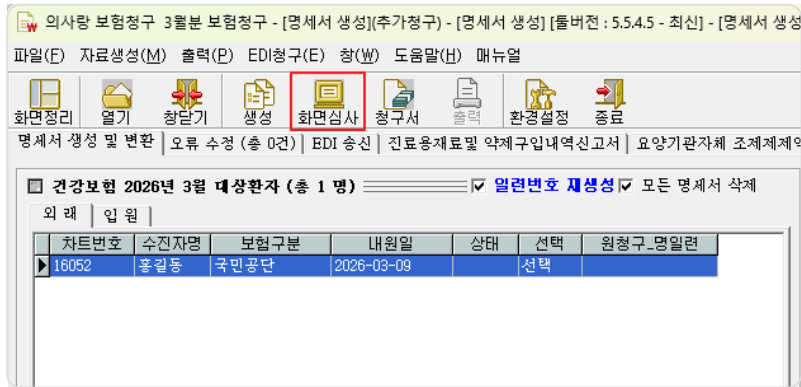 의사랑 보험청구 3월분 보험청구 - [명세서 생성](추가청구) - [명세서 생성] [툴버전 : 5.5.4.5 - 최신] - [명세서 생성
파일(F) 자료생성(M) 출력(P) EDI청구(E) 창(W) 도움말(H) 매뉴얼
화면정리 열기 창닫기 생성 화면심사 청구서 출력 환경설정 종료
명세서 생성 및 변환 오류 수정 (총 0건) EDI 송신 진료용재료및 약제구입내역신고서 요양기관자체 조제제제약
건강보험 2026년 3월 대상환자 (총 1 명) 일련번호 재생성 모든 명세서 삭제
외 래 입 원
차트번호 수진자명 보험구분 내원일 상태 선택 원청구_명일련
16052 홍길동 국민공단 2026-03-09 선택